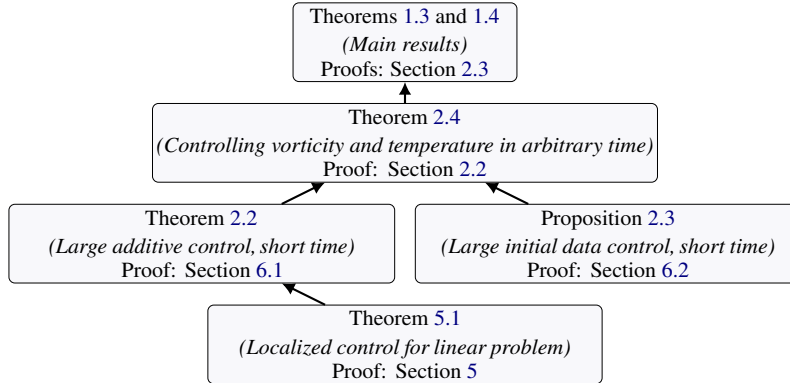 Theorems 1.3 and 1.4
(Main results)
Proofs: Section 2.3
Theorem 2.4
(Controlling vorticity and temperature in arbitrary time)
Proof: Section 2.2
Theorem 2.2
(Large additive control, short time)
Proof: Section 6.1
Proposition 2.3
(Large initial data control, short time)
Proof: Section 6.2
Theorem 5.1
(Localized control for linear problem)
Proof: Section 5